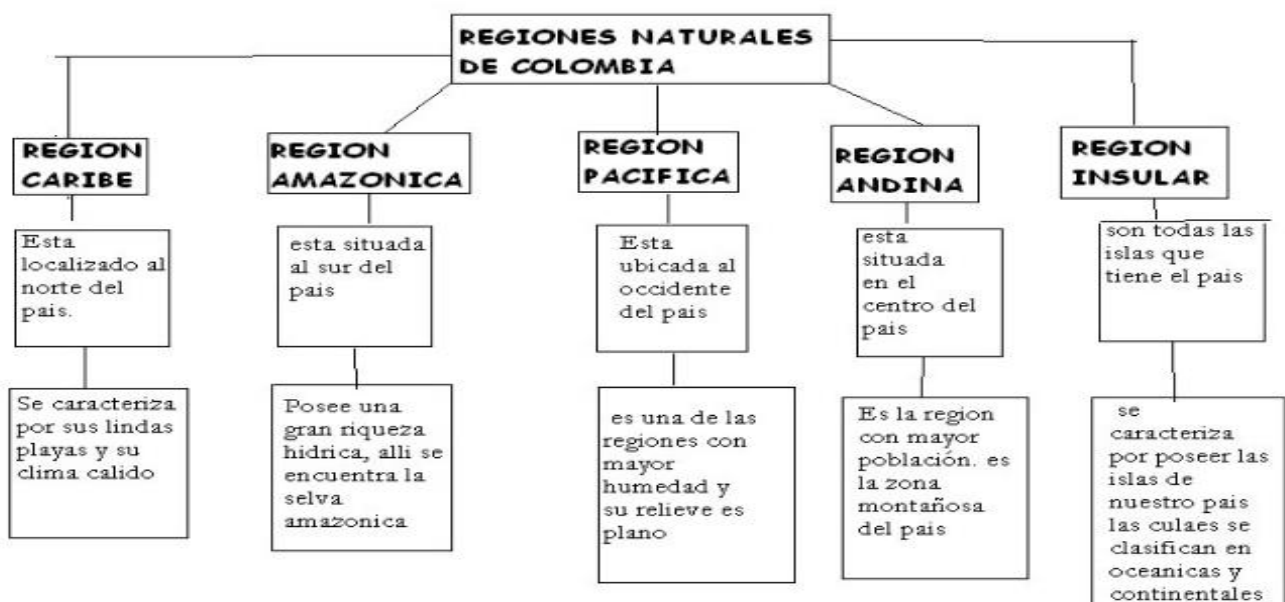 REGIONES NATURALES
DE COLOMBIA
REGION
CARIBE
Esta
localizado al
norte del
pais.
Se caracteriza
por sus lindas
playas y su
clima calido
REGION
AMAZONICA
esta situada
al sur del
pais
Posee una
gran riqueza
hidrica, alli se
encuentra la
selva
amazonica
REGION
PACIFICA
Esta
ubicada al
occidente
del pais
es una de las
regiones con
mayor
humedad y
su relieve es
plano
REGION
ANDINA
esta
situada
en el
centro del
pais
Es la region
con mayor
población. es
la zona
montañosa
del pais
REGION
INSULAR
son todas las
islas que
tiene el pais
se
caracteriza
por poseer las
islas de
nuestro pais
las culaes se
clasifican en
oceanicas y
continentales